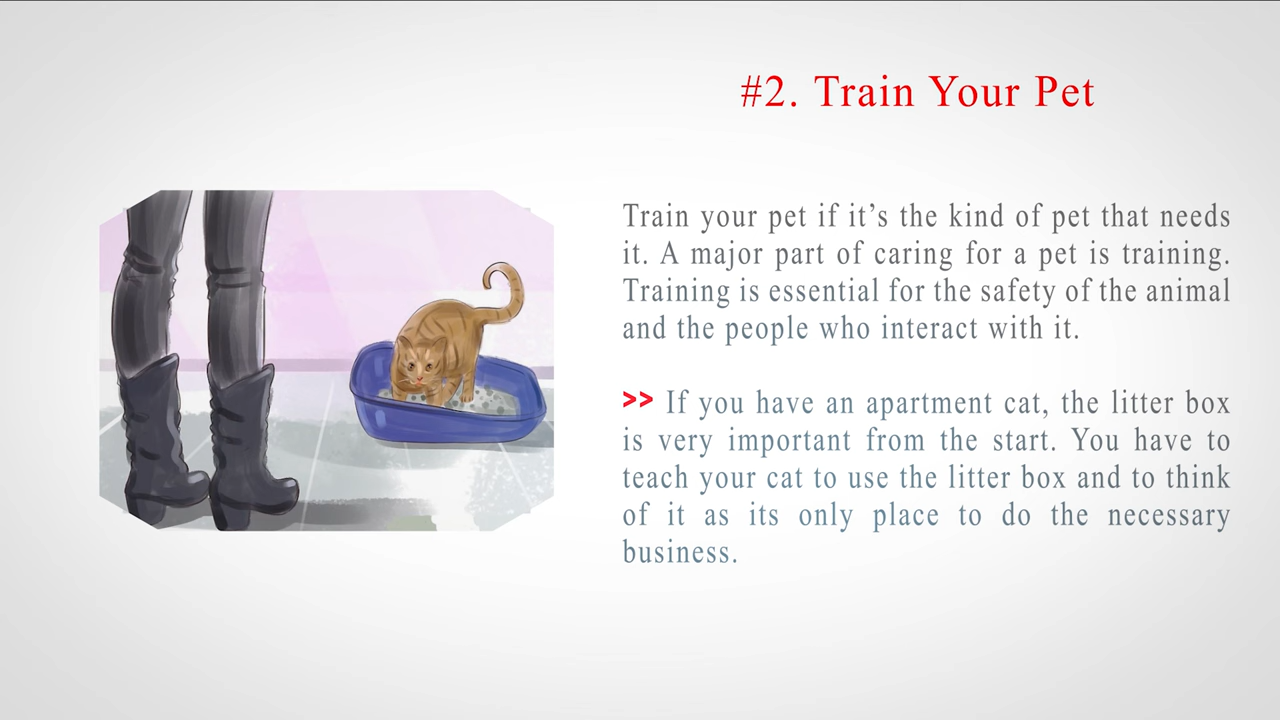 #2. Train Your Pet
Train your pet if it’s the kind of pet that needs
it. A major part of caring for a pet is training.
Training is essential for the safety of the animal
and the people who interact with it.
>> If you have an apartment cat, the litter box
is very important from the start. You have to
teach your cat to use the litter box and to think
of it as its only place to do the necessary
business.